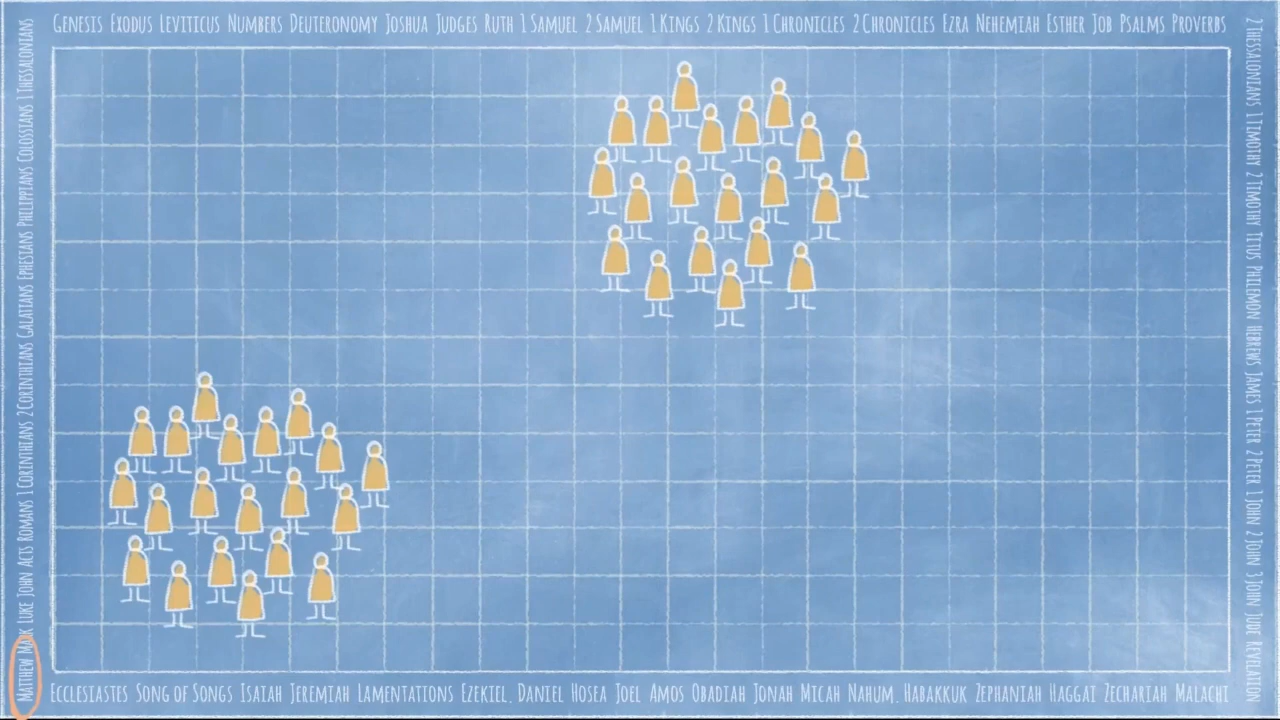 Genesis Exodus Leviticus Numbers Deuteronomy Joshua Judges Ruth 1 Samuel 2 Samuel 1 Kings 2 Kings 1 Chronicles 2 Chronicles Ezra Nehemiah Esther Job Psalms Proverbs
Ecclesiastes Song of Songs Isaiah Jeremiah Lamentations Ezekiel. Daniel Hosea Joel Amos Obadiah Jonah Micah Nahum. Habakkuk Zephaniah Haggai Zechariah Malachi
Matthew Mark Luke John Acts Romans 1 Corinthians 2 Corinthians Galatians Ephesians Philippians Colossians 1 Thessalonians
2 Thessalonians 1 Timothy 2 Timothy Titus Philemon Hebrews James 1 Peter 2 Peter 1 John 2 John 3 John Jude Revelation